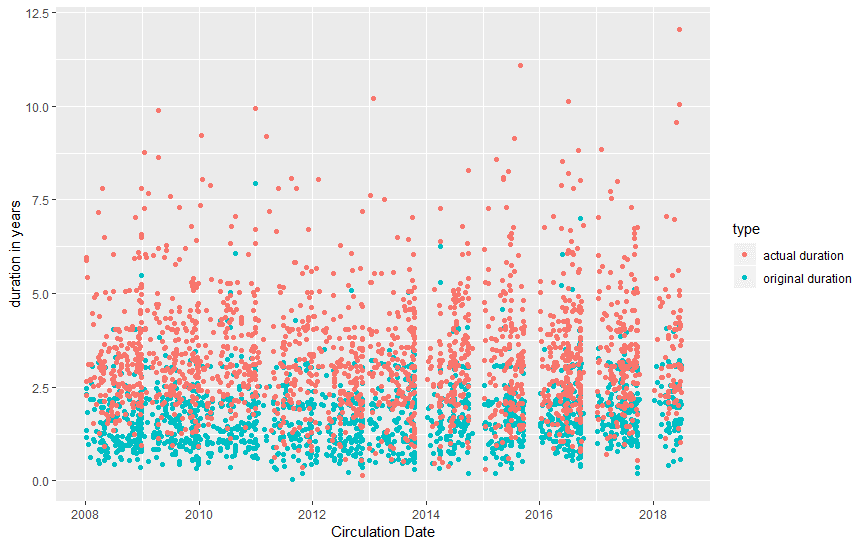 12.5
10.0
7.5
5.0
2.5
0.0
duration in years
2008 2010 2012 2014 2016 2018
Circulation Date
type
actual duration
original duration